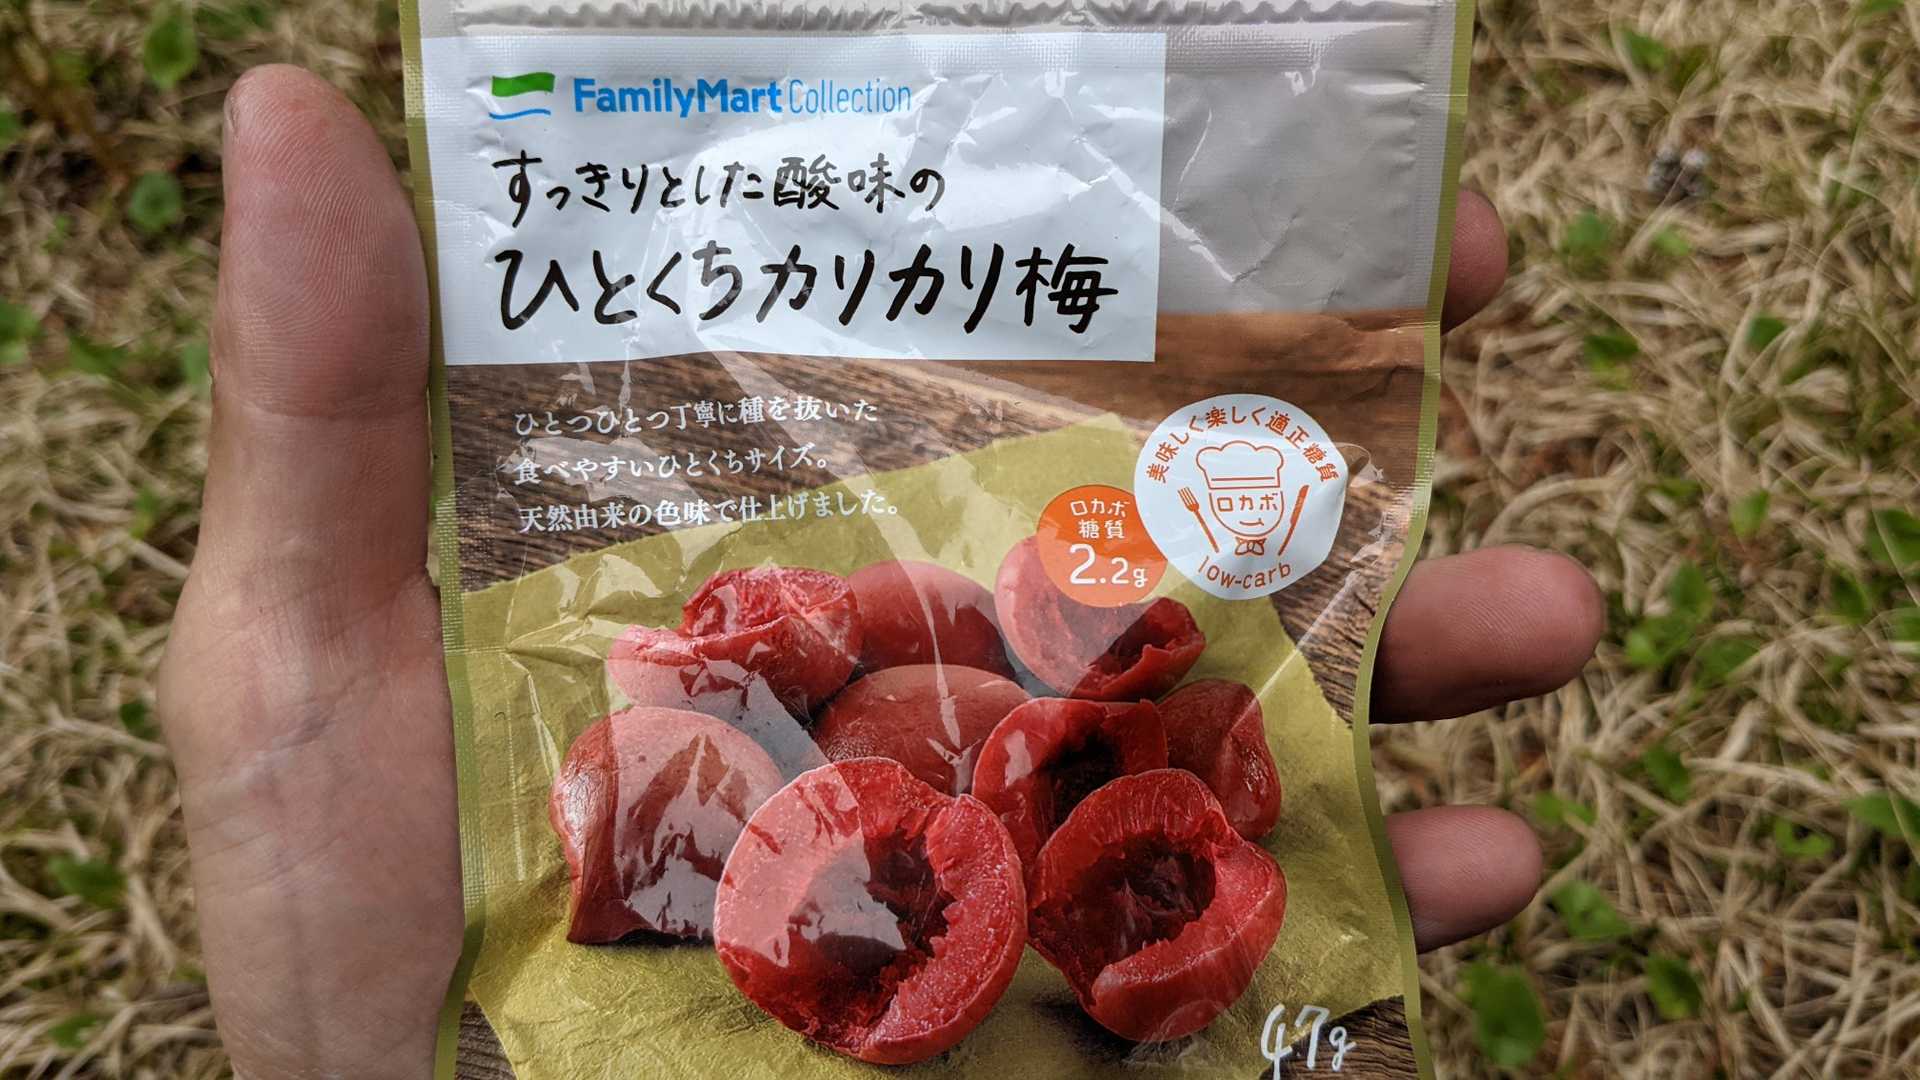 FamilyMart Collection
すっきりとした酸味の
ひとくちカリカリ梅
ひとつひとつ丁寧に種を抜いた
食べやすいひとくちサイズ。
天然由来の色味で仕上げました。
美味しく楽しく適正糖質
ロカボ
low-carb
ロカボ
糖質
2.2g
47g